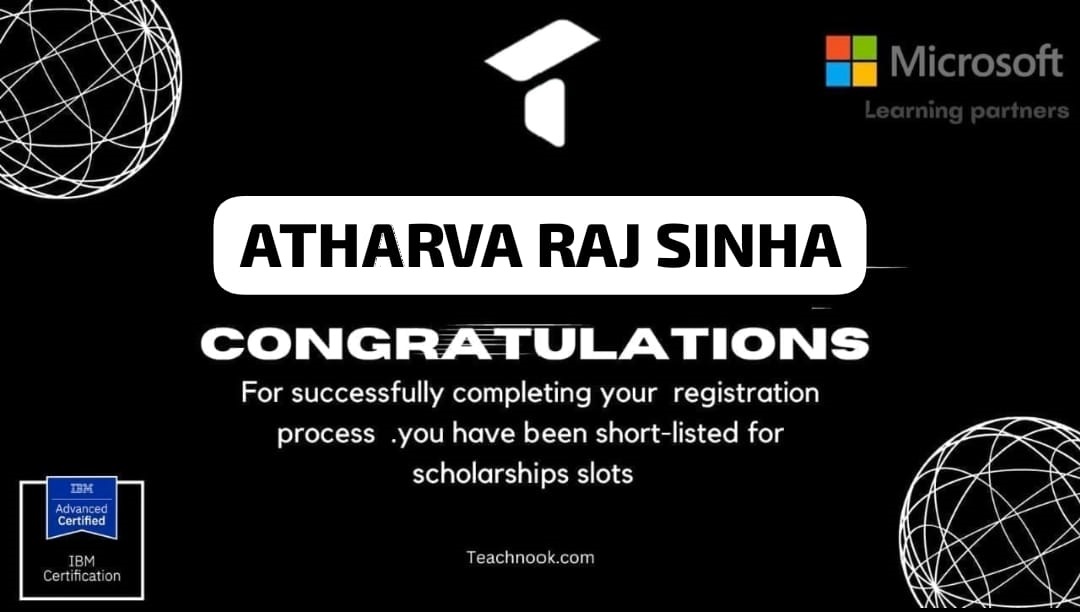 Microsoft
Learning partners
ATHARVA RAJ SINHA
CONGRATULATIONS
For successfully completing your registration
process .you have been short-listed for
scholarships slots
IBM
Advanced
Certified
IBM
Certification
Teachnook.com